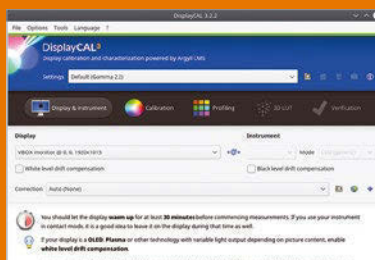 DisplayCAL 3.2.2
File Options Tools Language ?
DisplayCAL³
Display calibration and characterization powered by Argyll CMS
Settings Default (Gamma 2.2)
Display & instrument Calibration Profiling 3D LUT Verification
Display Instrument
VBOX monitor @ 0, 0, 1920x1015 Mode
White level drift compensation Black level drift compensation
Correction Auto (None)
You should let the display warm up for at least 30 minutes before commencing measurements. If you use your instrument
in contact mode, it is a good idea to leave it on the display during that time as well.
If your display is a OLED, Plasma or other technology with variable light output depending on picture content, enable
white level drift compensation.